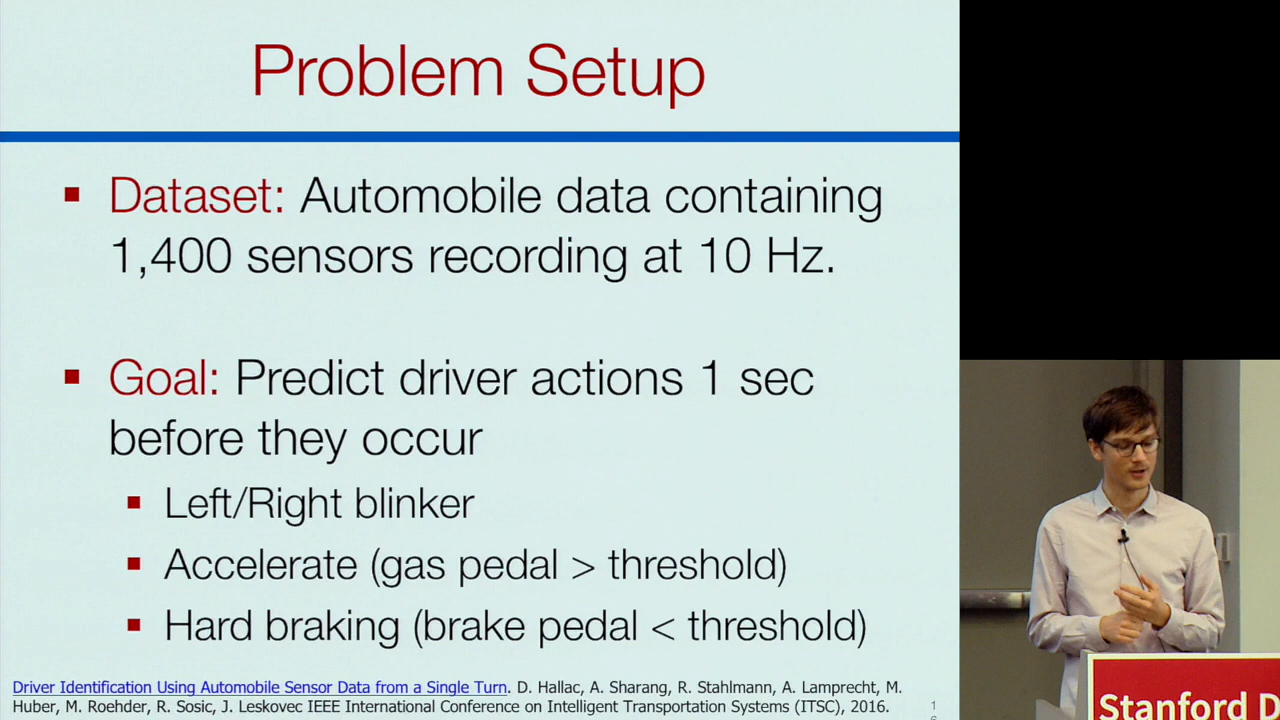 Problem Setup
Dataset: Automobile data containing
1,400 sensors recording at 10 Hz.
Goal: Predict driver actions 1 sec
before they occur
Left/Right blinker
Accelerate (gas pedal > threshold)
Hard braking (brake pedal < threshold)
Driver Identification Using Automobile Sensor Data from a Single Turn. D. Hallac, A. Sharang, R. Stahlmann, A. Lamprecht, M.
Huber, M. Roehder, R. Sosic, J. Leskovec IEEE International Conference on Intelligent Transportation Systems (ITSC), 2016.
Stanford D